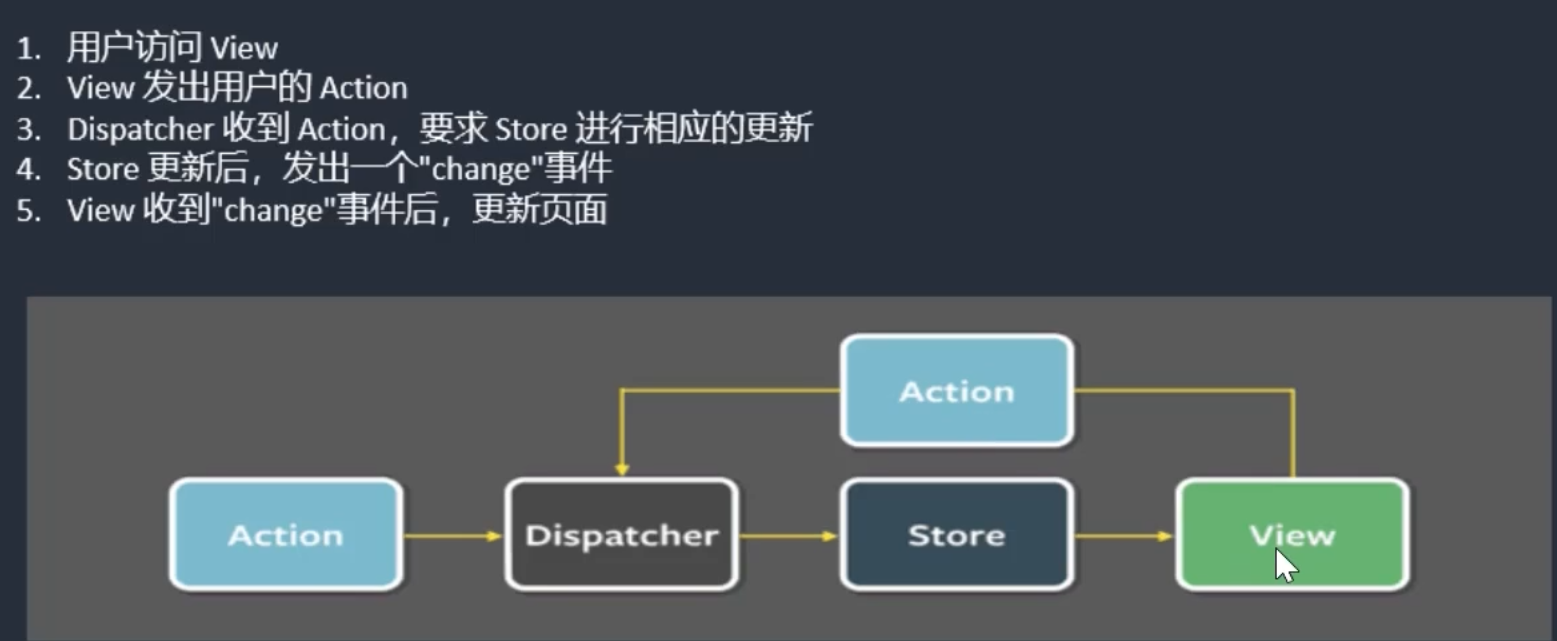 1. 用户访问 View
2. View 发出用户的 Action
3. Dispatcher 收到 Action，要求 Store 进行相应的更新
4. Store 更新后，发出一个"change"事件
5. View 收到"change"事件后，更新页面
Action
Action
Dispatcher
Store
View